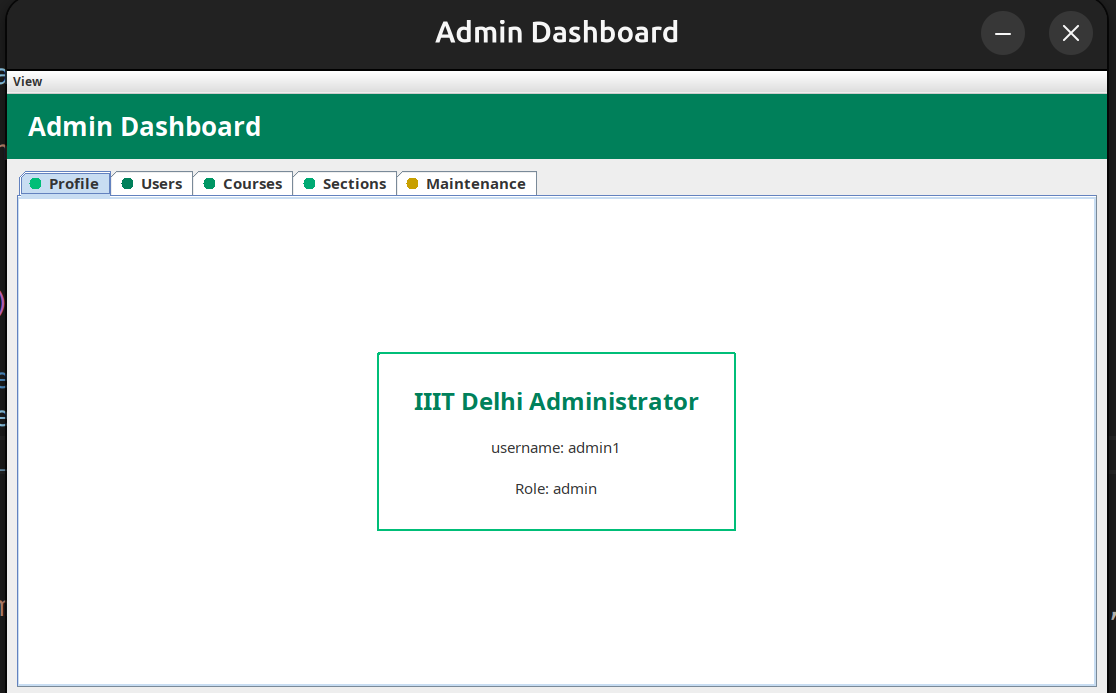 Admin Dashboard
View
Admin Dashboard
Profile Users Courses Sections Maintenance
IIIT Delhi Administrator
username: admin1
Role: admin